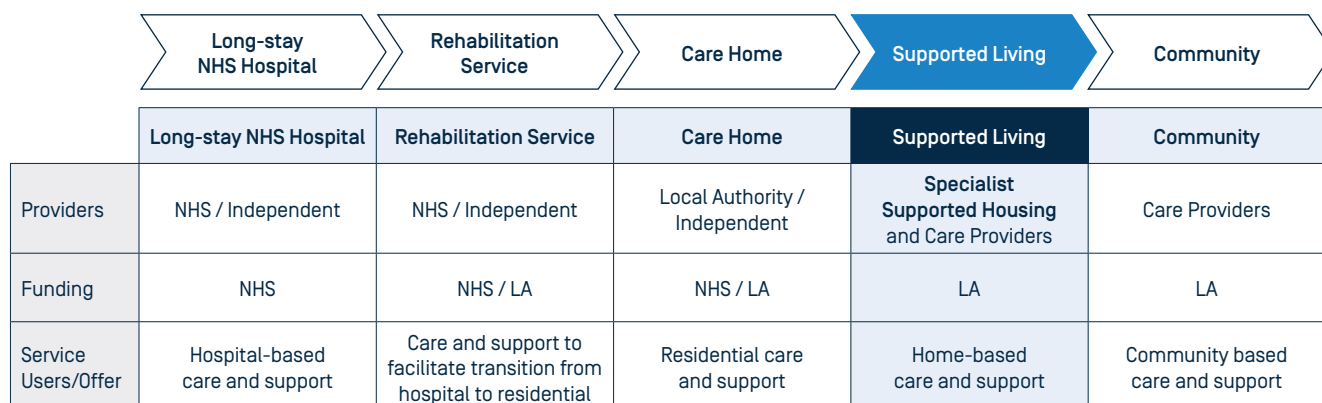 Long-stay
NHS Hospital
Rehabilitation
Service
Care Home
Supported Living
Community
Long-stay NHS Hospital
Rehabilitation Service
Care Home
Supported Living
Community
Providers
NHS / Independent
NHS / Independent
Local Authority /
Independent
Specialist
Supported Housing
and Care Providers
Care Providers
Funding
NHS
NHS / LA
NHS / LA
LA
LA
Service
Users/Offer
Hospital-based
care and support
Care and support to
facilitate transition from
hospital to residential
Residential care
and support
Home-based
care and support
Community based
care and support